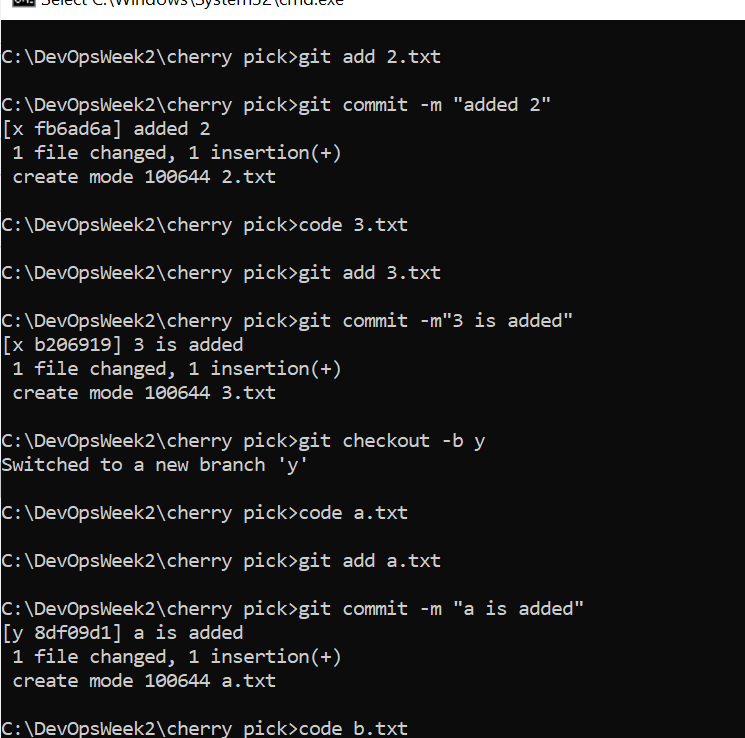 Select C:\Windows\System32\cmd.exe
C:\DevOpsWeek2\cherry pick>git add 2.txt
C:\DevOpsWeek2\cherry pick>git commit -m "added 2"
[x fb6ad6a] added 2
 1 file changed, 1 insertion(+)
 create mode 100644 2.txt
C:\DevOpsWeek2\cherry pick>code 3.txt
C:\DevOpsWeek2\cherry pick>git add 3.txt
C:\DevOpsWeek2\cherry pick>git commit -m"3 is added"
[x b206919] 3 is added
 1 file changed, 1 insertion(+)
 create mode 100644 3.txt
C:\DevOpsWeek2\cherry pick>git checkout -b y
Switched to a new branch 'y'
C:\DevOpsWeek2\cherry pick>code a.txt
C:\DevOpsWeek2\cherry pick>git add a.txt
C:\DevOpsWeek2\cherry pick>git commit -m "a is added"
[y 8df09d1] a is added
 1 file changed, 1 insertion(+)
 create mode 100644 a.txt
C:\DevOpsWeek2\cherry pick>code b.txt